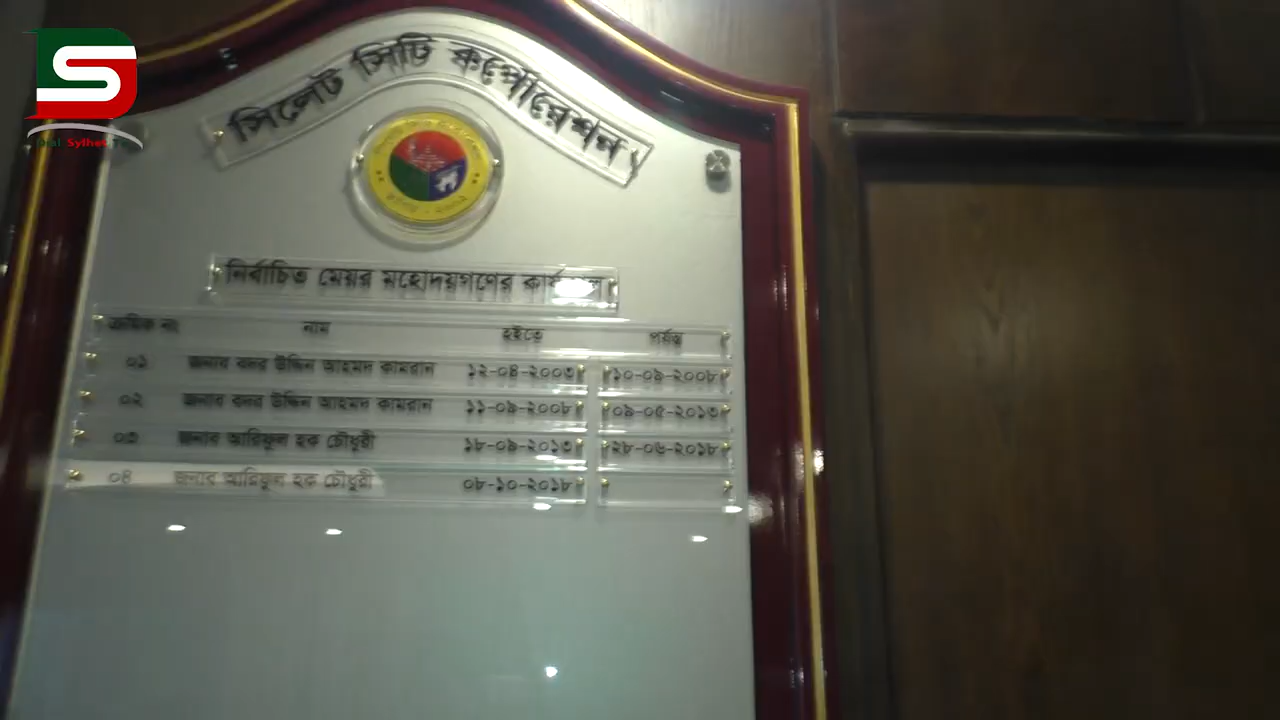 সিলেট সিটি কর্পোরেশন
নির্বাচিত মেয়র মহোদয়গণের
ক্রমিক নং নাম হইতে পর্যন্ত
০১ জনাব বদর উদ্দিন আহমদ কামরান ১২-০৪-২০০৩ ১০-০৯-২০০৮
০২ জনাব বদর উদ্দিন আহমদ কামরান ১১-০৯-২০০৮ ০৯-০৫-২০১৩
০৩ জনাব আরিফুল হক চৌধুরী ১৮-০৯-২০১৩ ২৮-০৬-২০১৮
০৪ জনাব আরিফুল হক চৌধুরী ০৮-১০-২০১৮
Sylhet